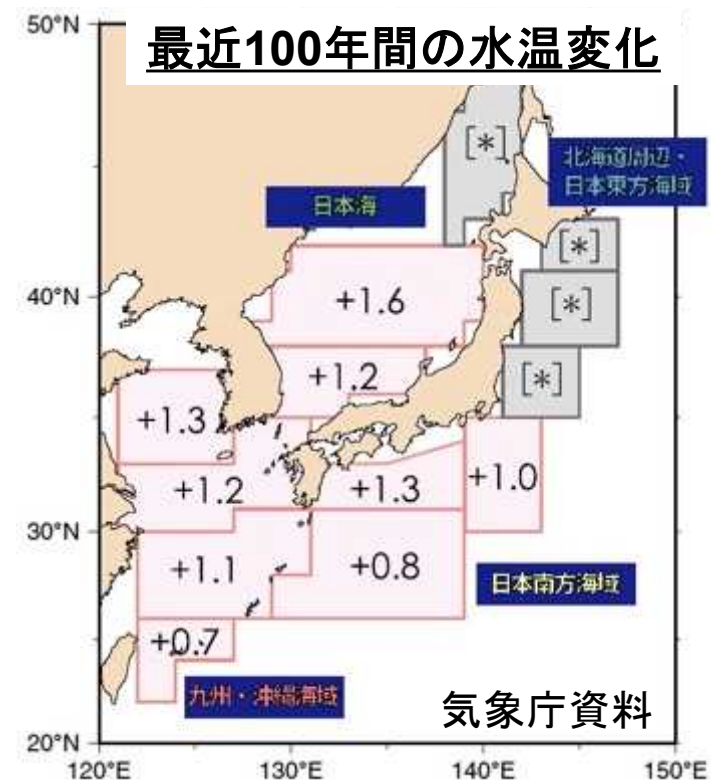 最近100年間の水温変化
50°N
[*]
北海道周辺・
日本東方海域
日本海
[*]
40°N
+1.6
[*]
+1.2
[*]
+1.3
+1.2
+1.3
+1.0
30°N
+1.1
+0.8
日本南方海域
+0.7
九州・沖縄海域
気象庁資料
20°N
120°E
130°E
140°E
150°E